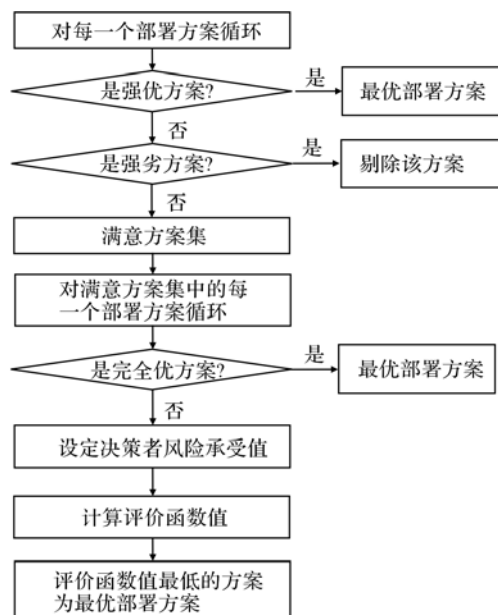 对每一个部署方案循环
是强优方案?
是
最优部署方案
否
是强劣方案?
是
剔除该方案
否
满意方案集
对满意方案集中的每
一个部署方案循环
是完全优方案?
是
最优部署方案
否
设定决策者风险承受值
计算评价函数值
评价函数值最低的方案
为最优部署方案